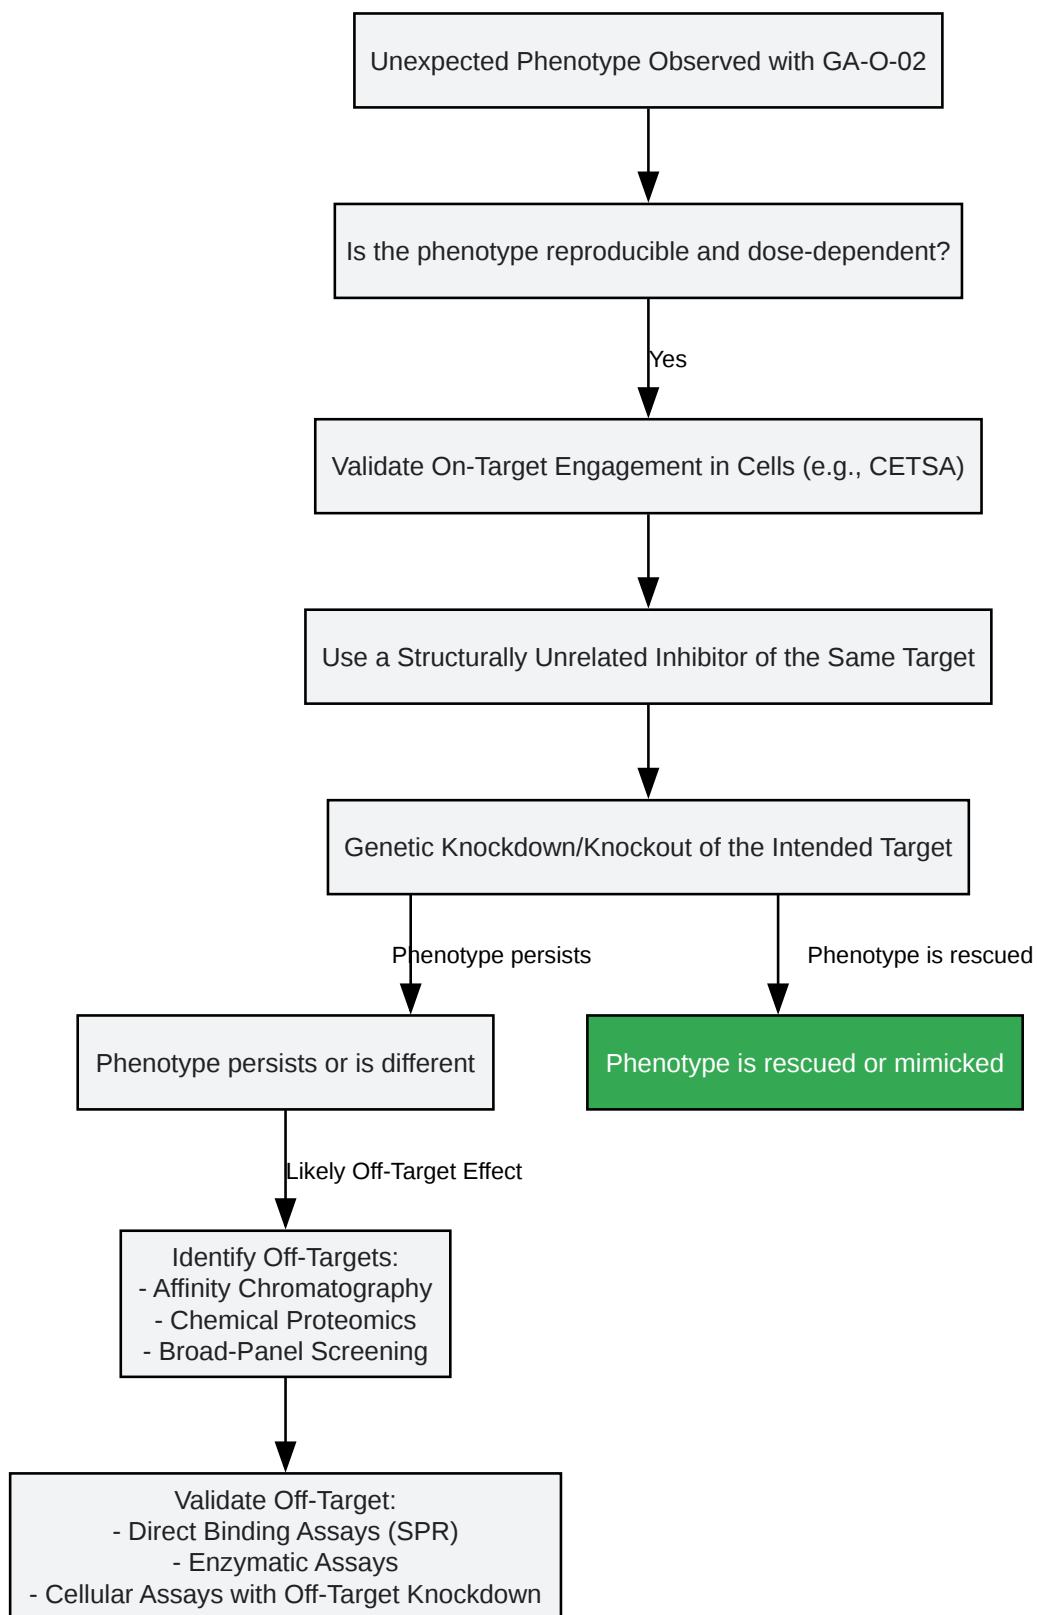 Unexpected Phenotype Observed with GA-O-02
Is the phenotype reproducible and dose-dependent?
Yes
Validate On-Target Engagement in Cells (e.g., CETSA)
Use a Structurally Unrelated Inhibitor of the Same Target
Genetic Knockdown/Knockout of the Intended Target
Phenotype persists
Phenotype is rescued
Phenotype persists or is different
Phenotype is rescued or mimicked
Likely Off-Target Effect
Identify Off-Targets:
- Affinity Chromatography
- Chemical Proteomics
- Broad-Panel Screening
Validate Off-Target:
- Direct Binding Assays (SPR)
- Enzymatic Assays
- Cellular Assays with Off-Target Knockdown